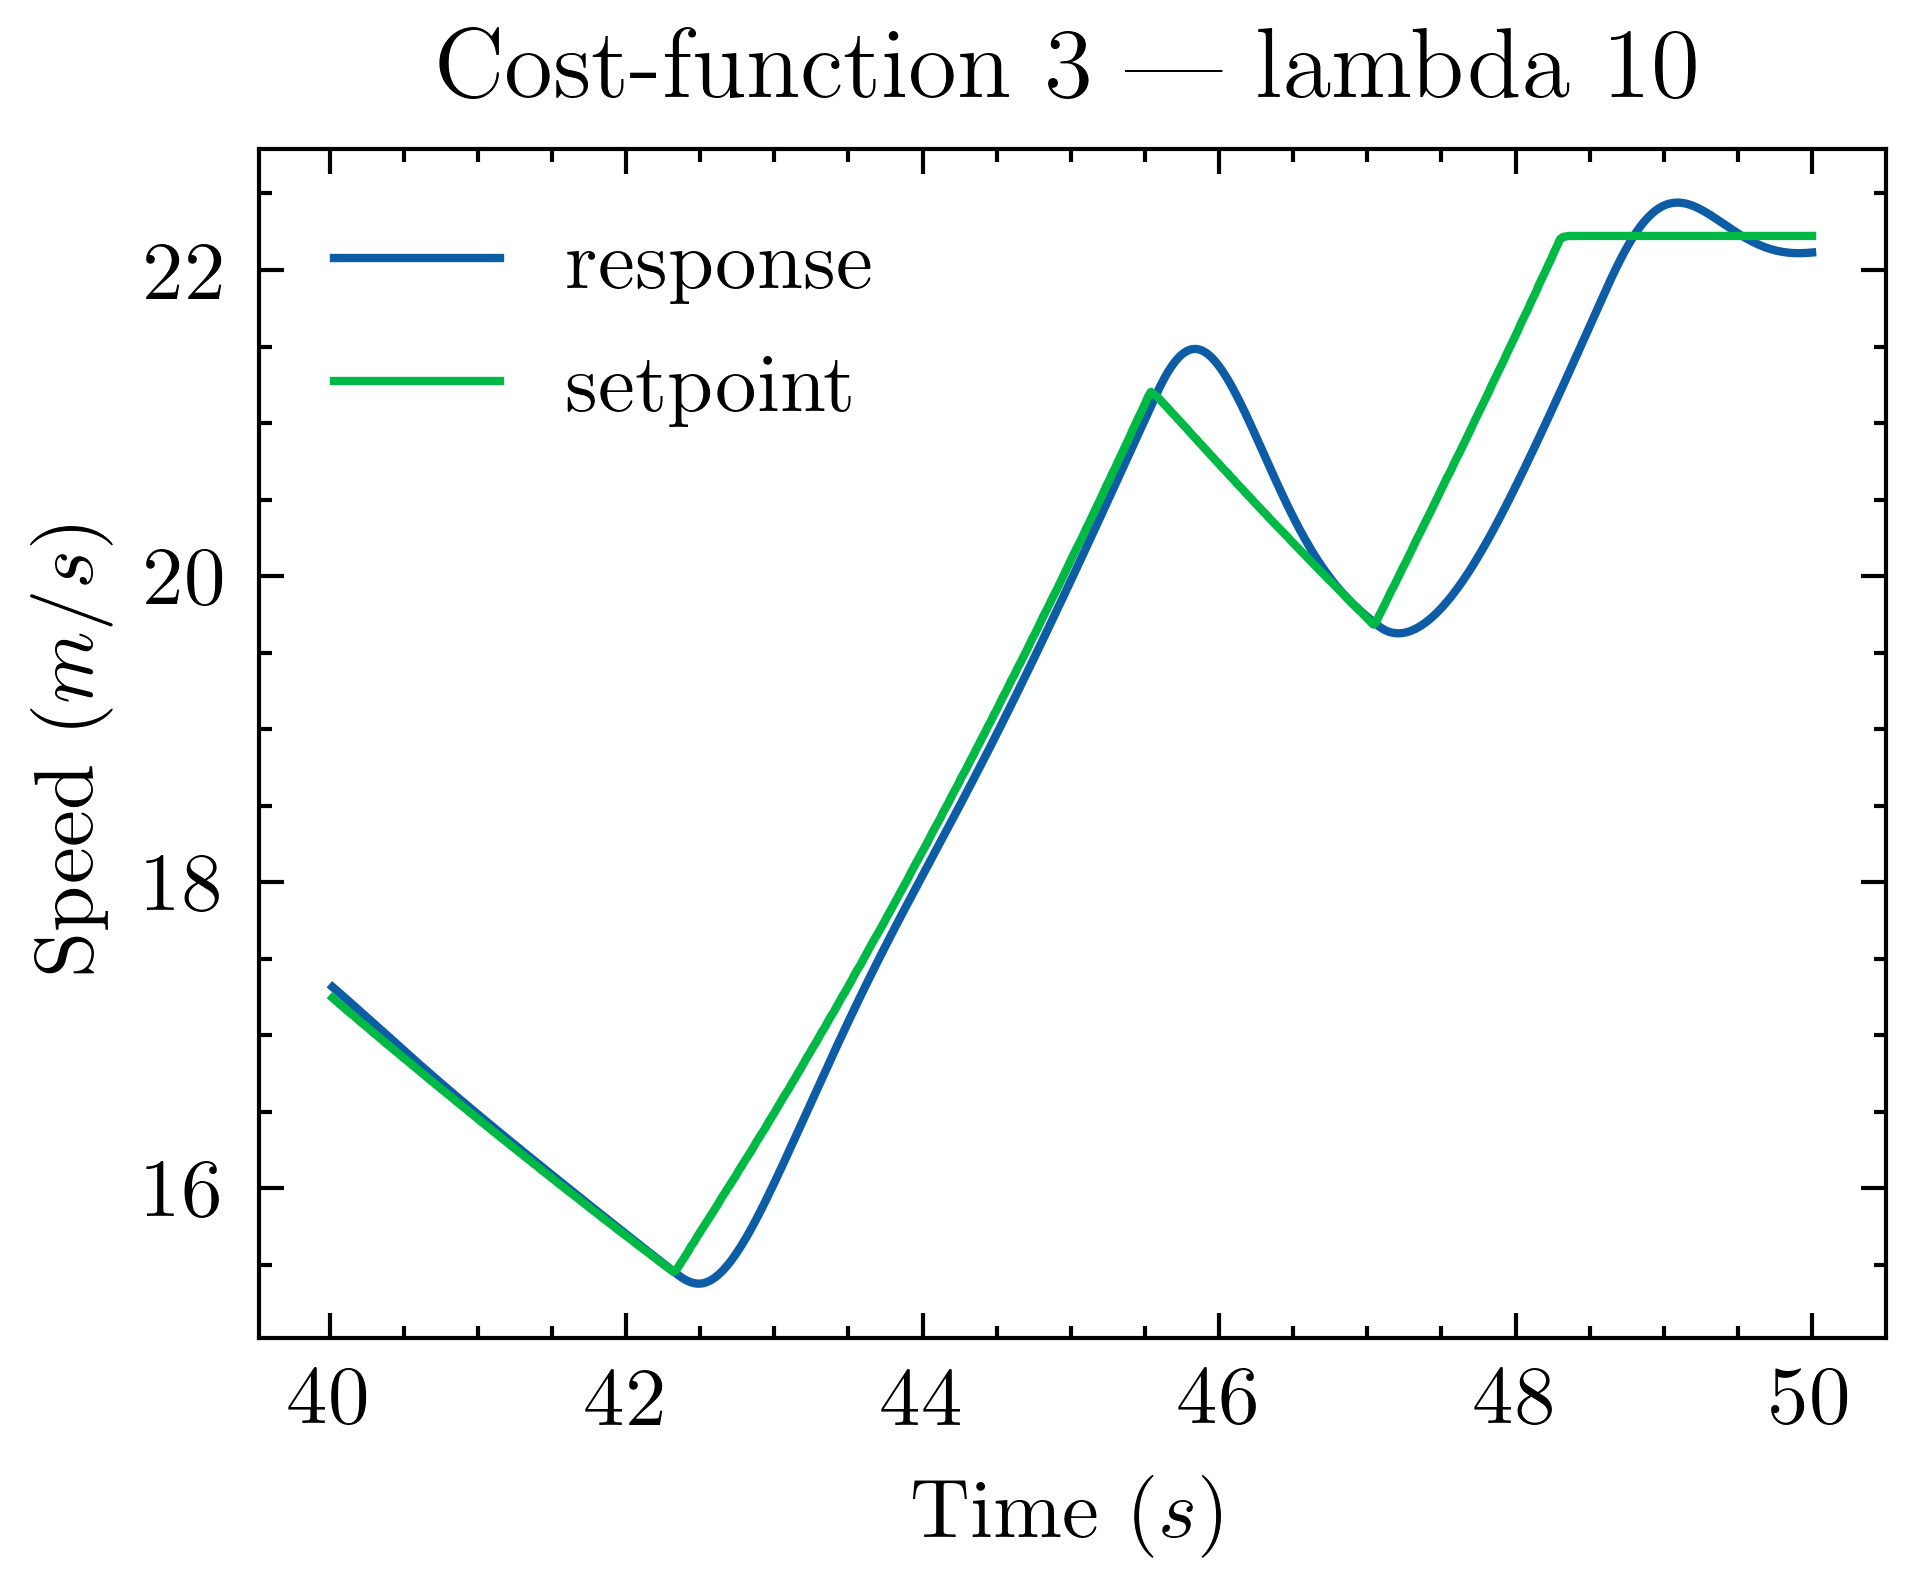 Cost-function 3 — lambda 10
response
setpoint
22
20
18
16
Speed (m/s)
40 42 44 46 48 50
Time (s)